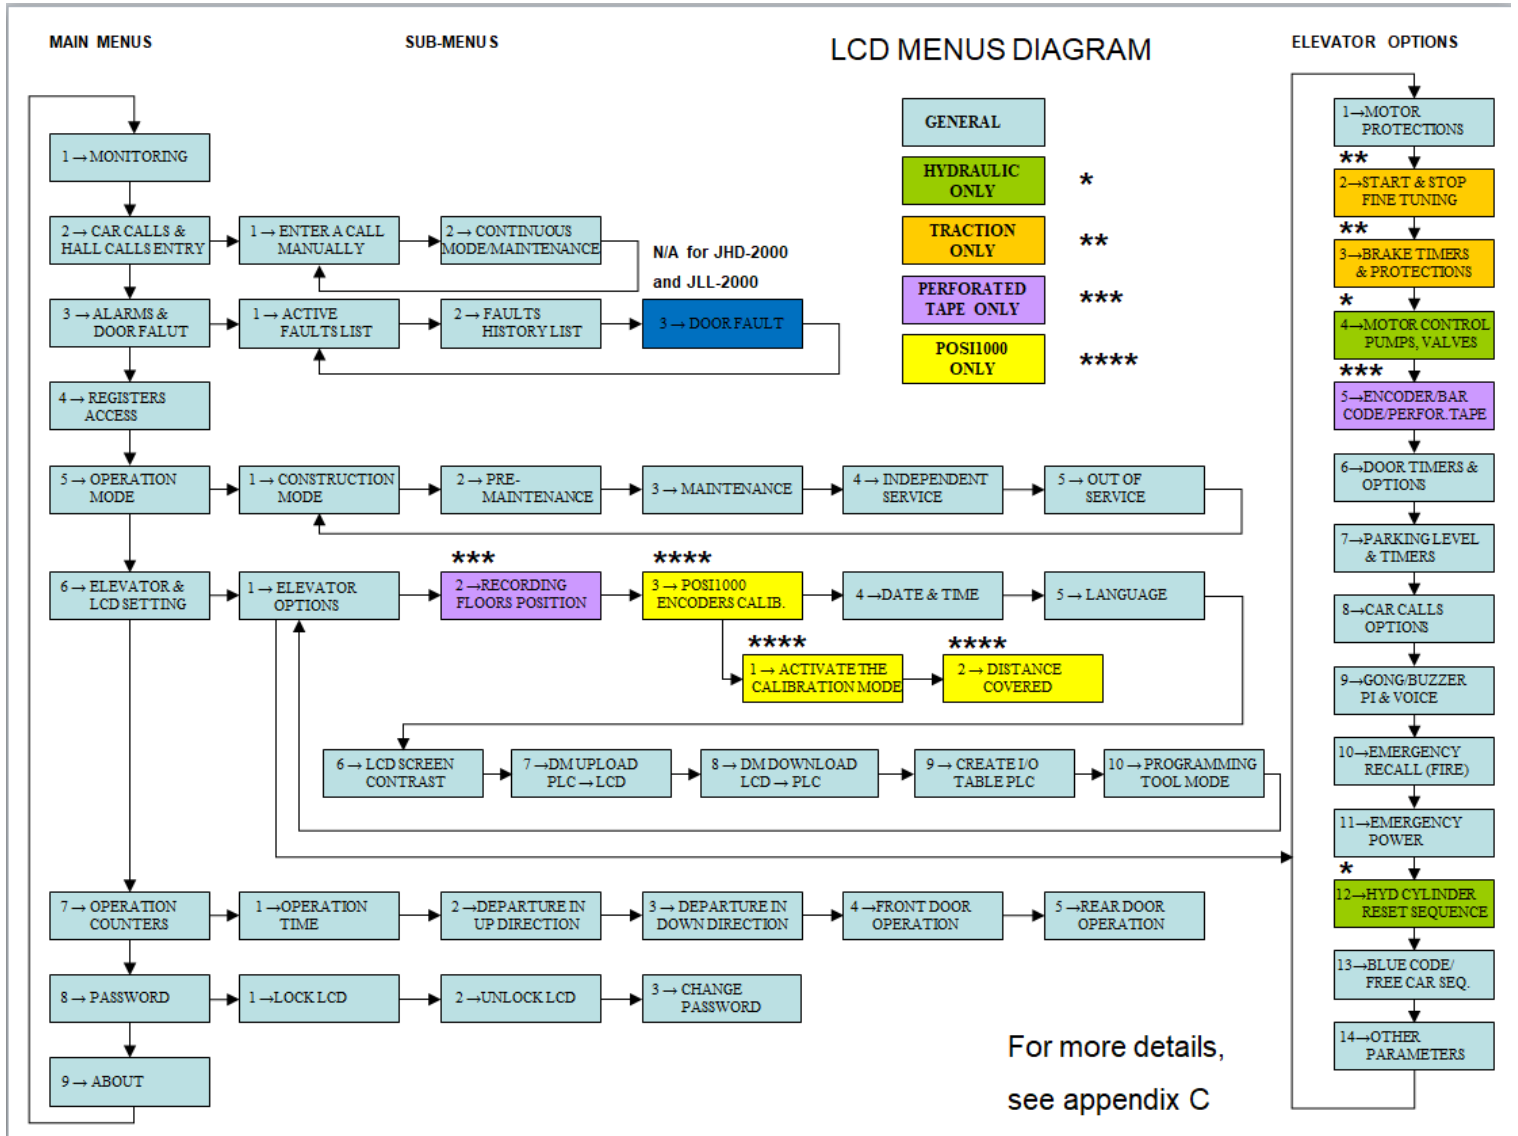 MAIN MENUS
SUB-MENUS
LCD MENUS DIAGRAM
ELEVATOR OPTIONS
1→MONITORING
2→CAR CALLS &
HALL CALLS ENTRY
1→ENTER A CALL
MANUALLY
2→CONTINUOUS
MODE/MAINTENANCE
N/A for JHD-2000
and JLL-2000
3→ALARMS &
DOOR FALUT
1→ACTIVE
FAULTS LIST
2→FAULTS
HISTORY LIST
3→DOOR FAULT
4→REGISTERS
ACCESS
5→OPERATION
MODE
1→CONSTRUCTION
MODE
2→PRE-
MAINTENANCE
3→MAINTENANCE
4→INDEPENDENT
SERVICE
5→OUT OF
SERVICE
6→ELEVATOR &
LCD SETTING
1→ELEVATOR
OPTIONS
***
2→RECORDING
FLOORS POSITION
****
3→POSI1000
ENCODERS CALIB.
4→DATE & TIME
5→LANGUAGE
****
1→ACTIVATE THE
CALIBRATION MODE
****
2→DISTANCE
COVERED
6→LCD SCREEN
CONTRAST
7→DM UPLOAD
PLC→LCD
8→DM DOWNLOAD
LCD→PLC
9→CREATE I/O
TABLE PLC
10→PROGRAMMING
TOOL MODE
7→OPERATION
COUNTERS
1→OPERATION
TIME
2→DEPARTURE IN
UP DIRECTION
3→DEPARTURE IN
DOWN DIRECTION
4→FRONT DOOR
OPERATION
5→REAR DOOR
OPERATION
8→PASSWORD
1→LOCK LCD
2→UNLOCK LCD
3→CHANGE
PASSWORD
9→ABOUT
GENERAL
HYDRAULIC
ONLY
*
TRACTION
ONLY
**
PERFORATED
TAPE ONLY
***
POSI1000
ONLY
****
1→MOTOR
PROTECTIONS
**
2→START & STOP
FINE TUNING
**
3→BRAKE TIMERS
& PROTECTIONS
*
4→MOTOR CONTROL
PUMPS, VALVES
***
5→ENCODER/BAR
CODE/PERFOR.TAPE
6→DOOR TIMERS &
OPTIONS
7→PARKING LEVEL
& TIMERS
8→CAR CALLS
OPTIONS
9→GONG/BUZZER
PI & VOICE
10→EMERGENCY
RECALL (FIRE)
11→EMERGENCY
POWER
*
12→HYD CYLINDER
RESET SEQUENCE
13→BLUE CODE/
FREE CAR SEQ.
14→OTHER
PARAMETERS
For more details,
see appendix C